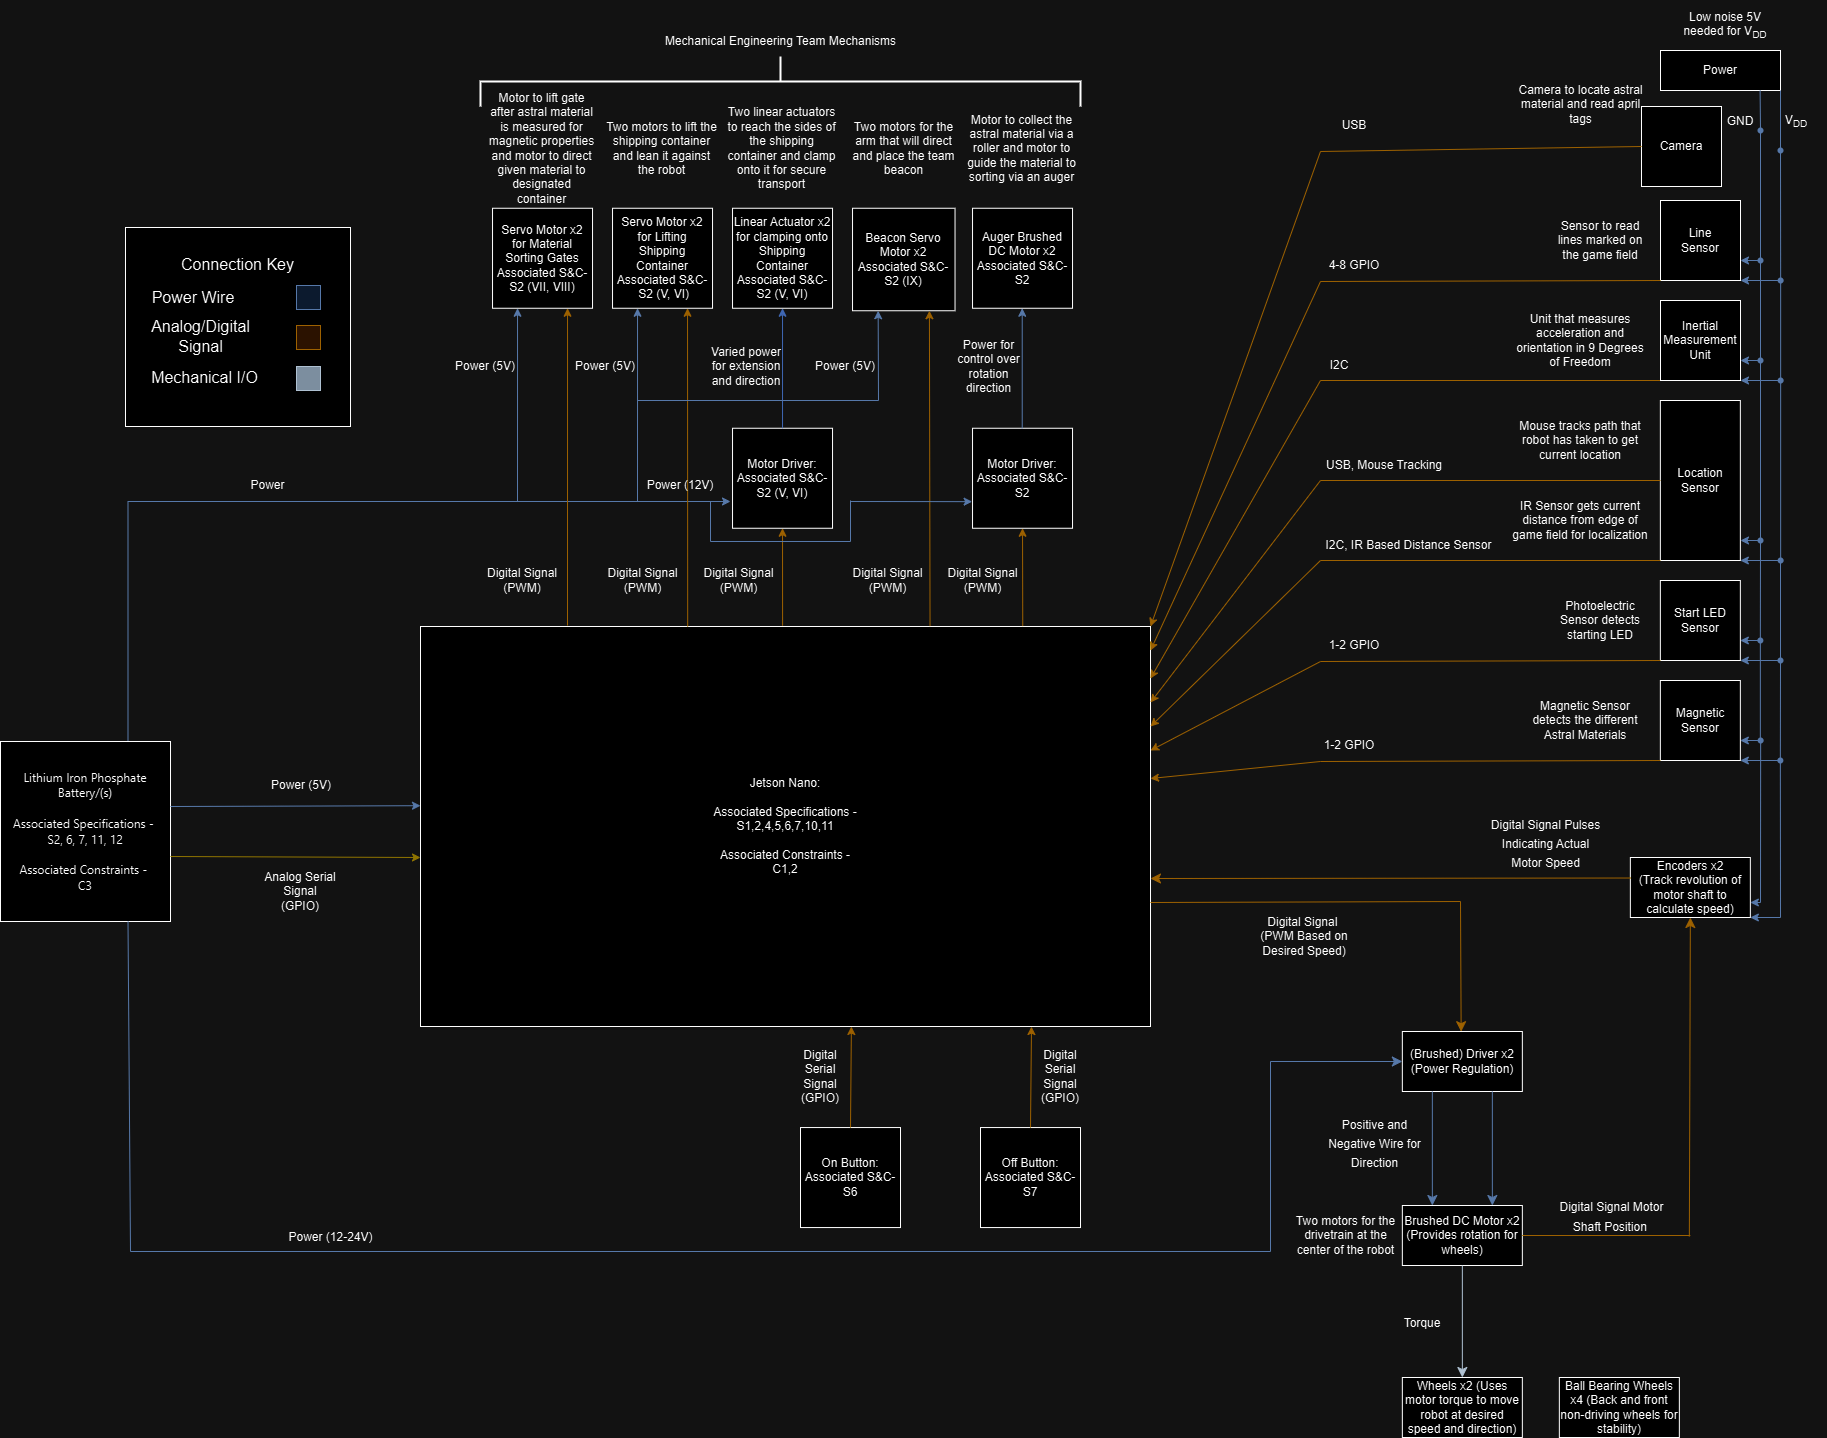 Low noise 5V
needed for VDD
Power
GND
VDD
Mechanical Engineering Team Mechanisms
Motor to lift gate
after astral material
is measured for
magnetic properties
and motor to direct
given material to
designated
container
Two motors to lift the
shipping container
and lean it against
the robot
Two linear actuators
to reach the sides of
the shipping
container and clamp
onto it for secure
transport
Two motors for the
arm that will direct
and place the team
beacon
Motor to collect the
astral material via a
roller and motor to
guide the material to
sorting via an auger
Servo Motor x2
for Material
Sorting Gates
Associated S&C-
S2 (VII, VIII)
Servo Motor x2
for Lifting
Shipping
Container
Associated S&C-
S2 (V, VI)
Linear Actuator x2
for clamping onto
Shipping
Container
Associated S&C-
S2 (V, VI)
Beacon Servo
Motor x2
Associated S&C-
S2 (IX)
Auger Brushed
DC Motor x2
Associated S&C-
S2
Connection Key
Power Wire
Analog/Digital
Signal
Mechanical I/O
Power (5V)
Power (5V)
Varied power
for extension
and direction
Power (5V)
Power for
control over
rotation
direction
Motor Driver:
Associated S&C-
S2 (V, VI)
Motor Driver:
Associated S&C-
S2
Power
Power (12V)
Digital Signal
(PWM)
Digital Signal
(PWM)
Digital Signal
(PWM)
Digital Signal
(PWM)
Digital Signal
(PWM)
Camera to locate astral
material and read april
tags
Camera
USB
Sensor to read
lines marked on
the game field
Line
Sensor
4-8 GPIO
Unit that measures
acceleration and
orientation in 9 Degrees
of Freedom
Inertial
Measurement
Unit
I2C
Mouse tracks path that
robot has taken to get
current location
USB, Mouse Tracking
Location
Sensor
IR Sensor gets current
distance from edge of
game field for localization
I2C, IR Based Distance Sensor
Photoelectric
Sensor detects
starting LED
Start LED
Sensor
1-2 GPIO
Magnetic Sensor
detects the different
Astral Materials
Magnetic
Sensor
1-2 GPIO
Lithium Iron Phosphate
Battery/(s)
Associated Specifications -
S2, 6, 7, 11, 12
Associated Constraints -
C3
Power (5V)
Analog Serial
Signal
(GPIO)
Jetson Nano:
Associated Specifications -
S1,2,4,5,6,7,10,11
Associated Constraints -
C1,2
Digital Signal Pulses
Indicating Actual
Motor Speed
Encoders x2
(Track revolution of
motor shaft to
calculate speed)
Digital Signal
(PWM Based on
Desired Speed)
Digital
Serial
Signal
(GPIO)
Digital
Serial
Signal
(GPIO)
On Button:
Associated S&C-
S6
Off Button:
Associated S&C-
S7
(Brushed) Driver x2
(Power Regulation)
Positive and
Negative Wire for
Direction
Power (12-24V)
Two motors for the
drivetrain at the
center of the robot
Brushed DC Motor x2
(Provides rotation for
wheels)
Digital Signal Motor
Shaft Position
Torque
Wheels x2 (Uses
motor torque to move
robot at desired
speed and direction)
Ball Bearing Wheels
x4 (Back and front
non-driving wheels for
stability)